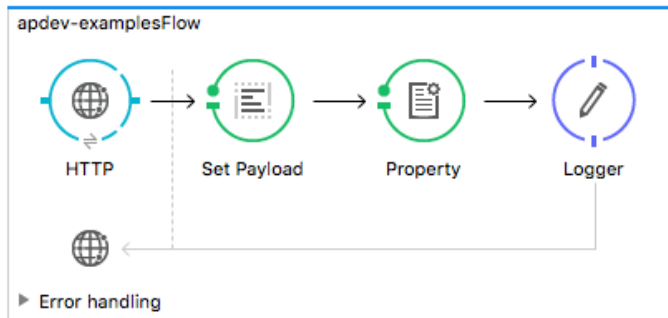 apdev-examplesFlow
HTTP
Set Payload
Property
Logger
Error handling